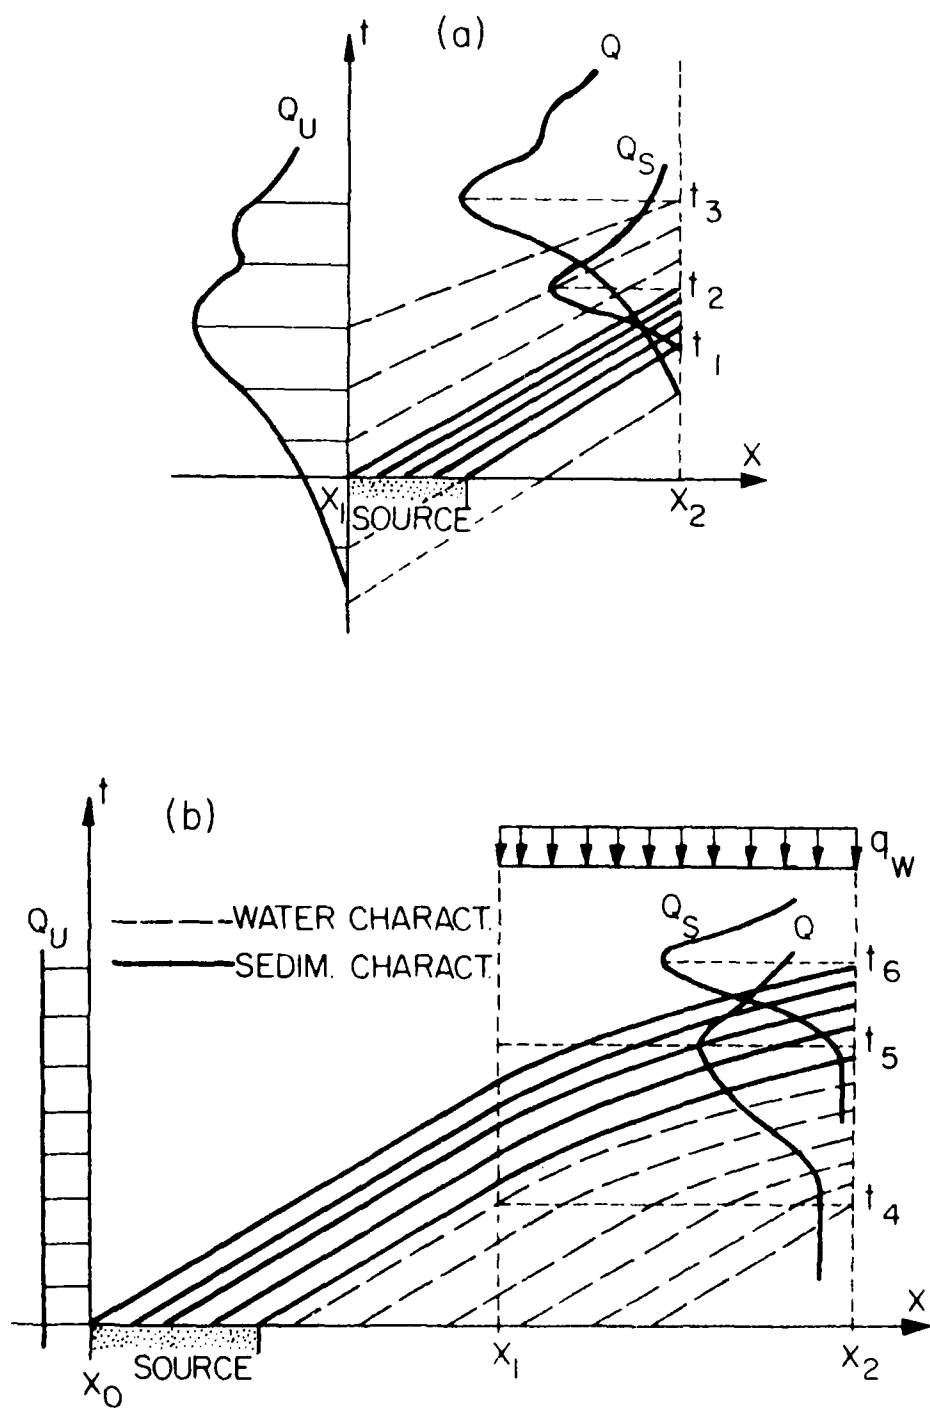 (a)
t
Q
Q_U
Q_S
t_3
t_2
t_1
X
X_1
SOURCE
X_2
(b)
t
q_W
Q_U
WATER CHARACT.
SEDIM. CHARACT.
Q_S
Q
t_6
t_5
t_4
X
SOURCE
X_0
X_1
X_2